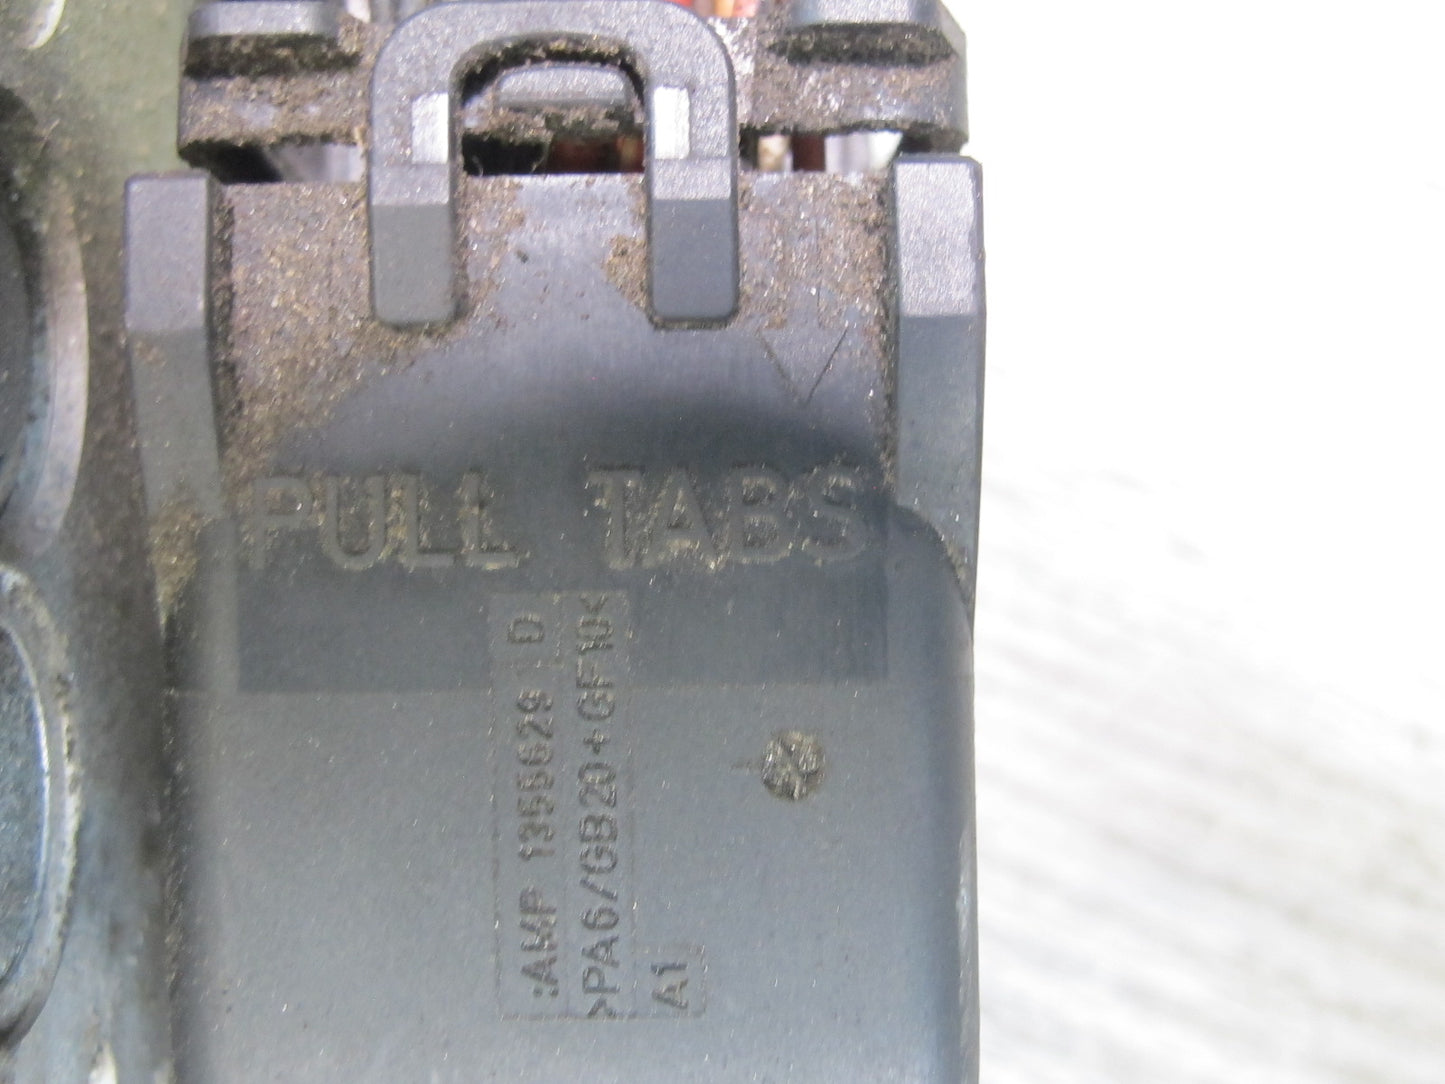 PULL TABS
:AMP 1355629 D
>PA6/GB20+GF10<
A1